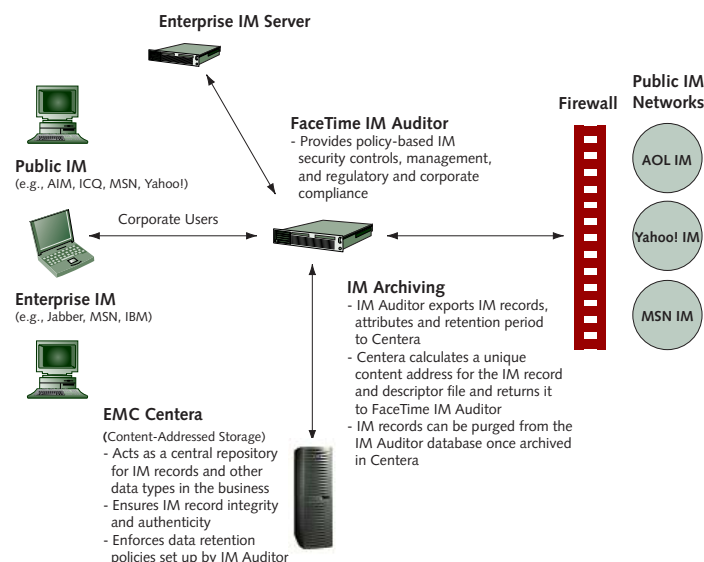 Enterprise IM Server
Public IM
Networks
Firewall
FaceTime IM Auditor
- Provides policy-based IM
security controls, management,
and regulatory and corporate
compliance
AOL IM
Public IM
(e.g., AIM, ICQ, MSN, Yahoo!)
Corporate Users
Yahoo! IM
Enterprise IM
(e.g., Jabber, MSN, IBM)
IM Archiving
- IM Auditor exports IM records,
attributes and retention period
to Centera
- Centera calculates a unique
content address for the IM record
and descriptor file and returns it
to FaceTime IM Auditor
- IM records can be purged from the
IM Auditor database once archived
in Centera
MSN IM
EMC Centera
(Content-Addressed Storage)
- Acts as a central repository
for IM records and other
data types in the business
- Ensures IM record integrity
and authenticity
- Enforces data retention
policies set up by IM Auditor